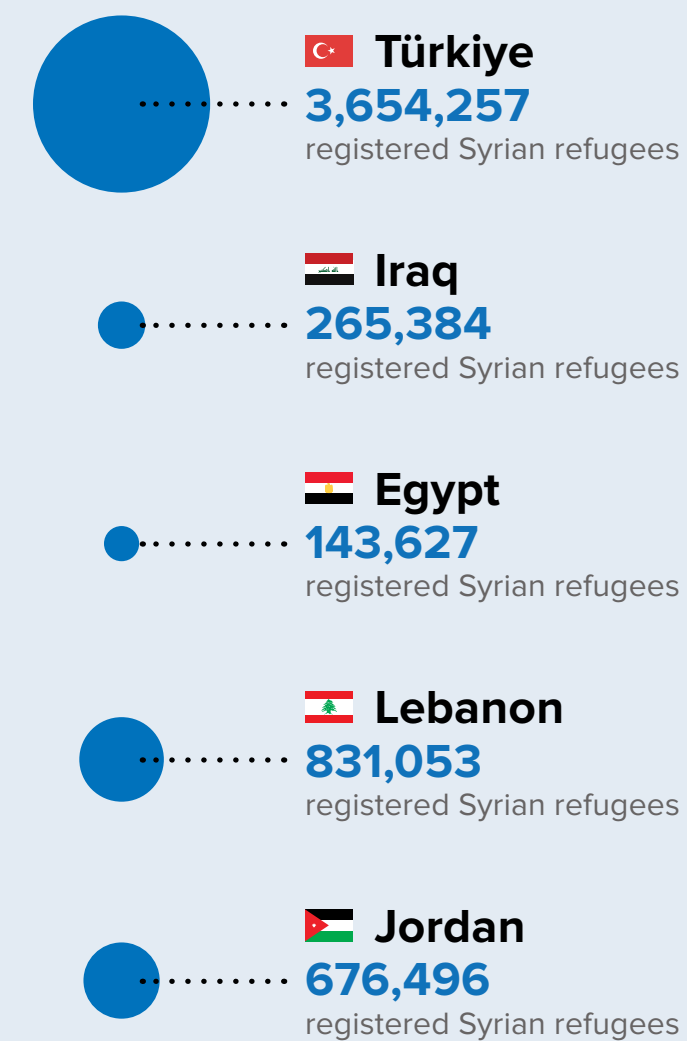 Türkiye
3,654,257
registered Syrian refugees
Iraq
265,384
registered Syrian refugees
Egypt
143,627
registered Syrian refugees
Lebanon
831,053
registered Syrian refugees
Jordan
676,496
registered Syrian refugees